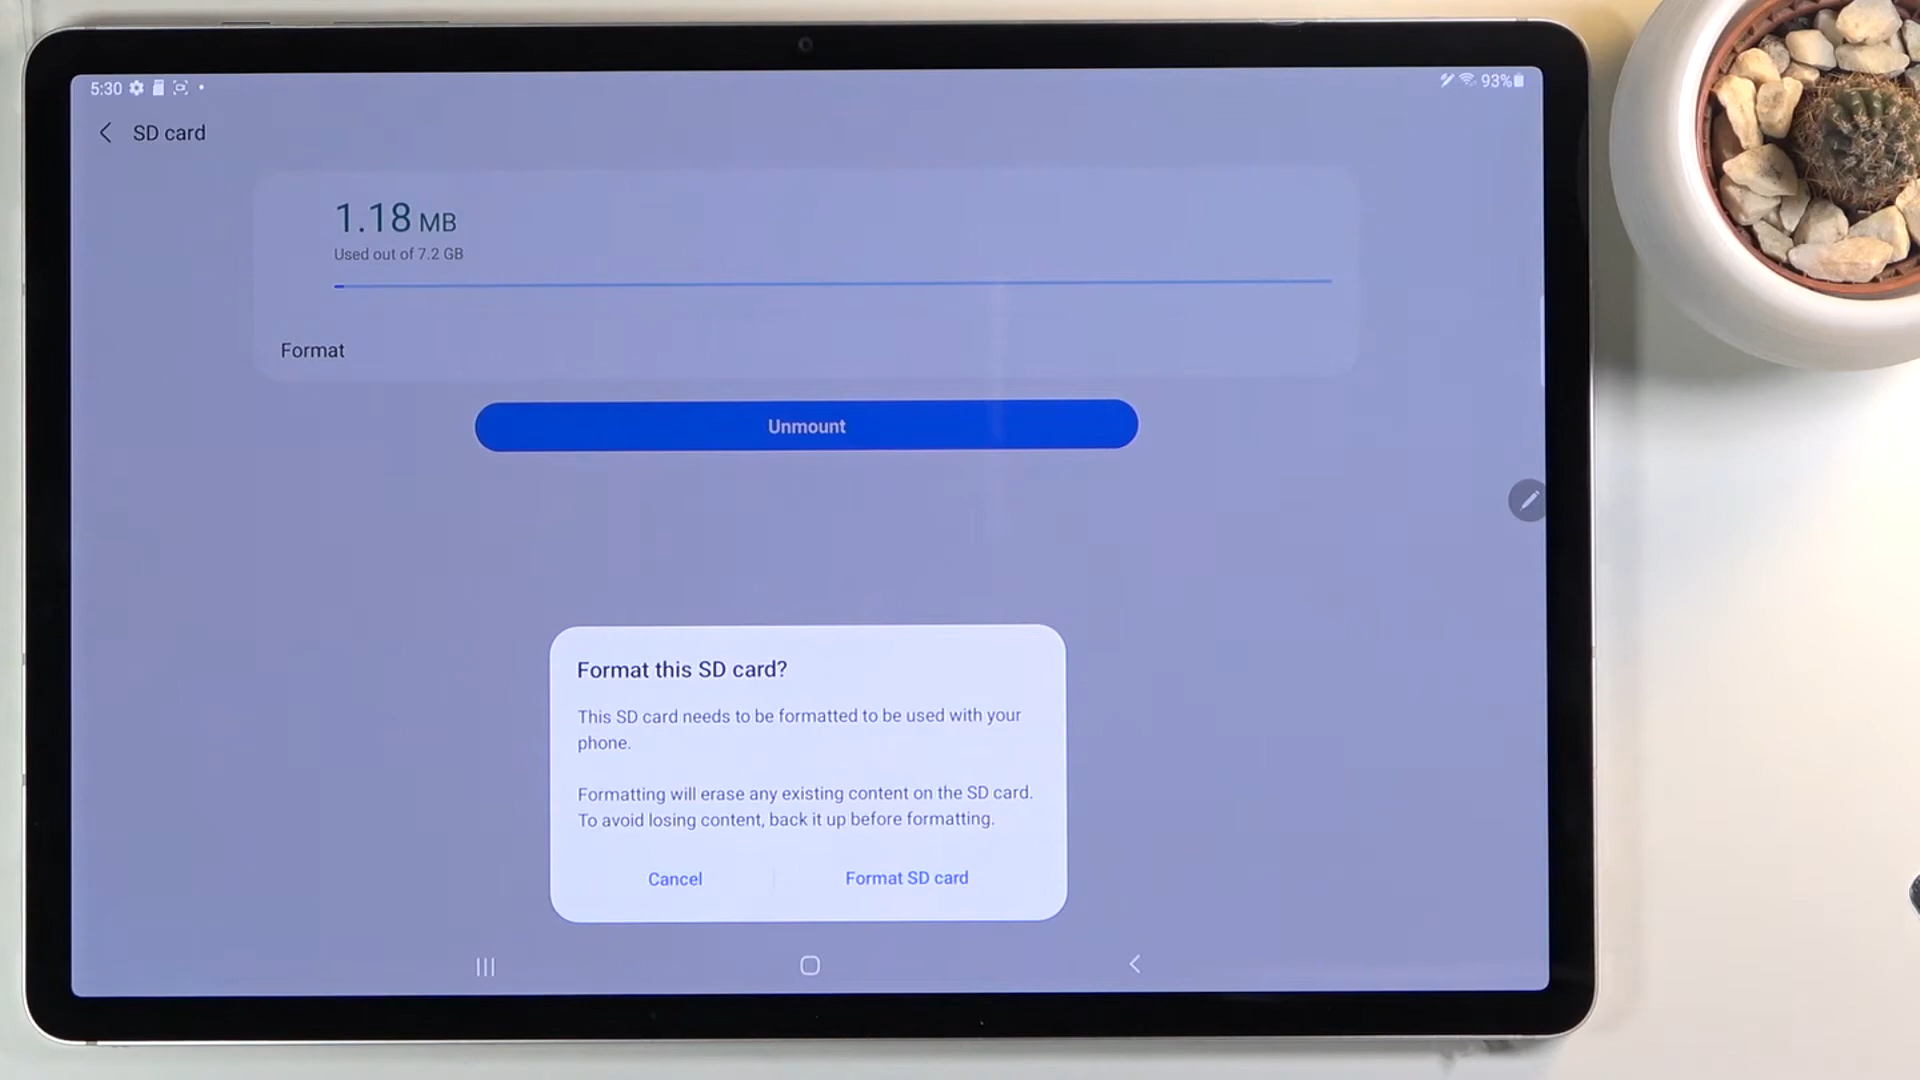 5:30
93%
SD card
1.18 MB
Used out of 7.2 GB
Format
Unmount
Format this SD card?
This SD card needs to be formatted to be used with your
phone.
Formatting will erase any existing content on the SD card.
To avoid losing content, back it up before formatting.
Cancel
Format SD card